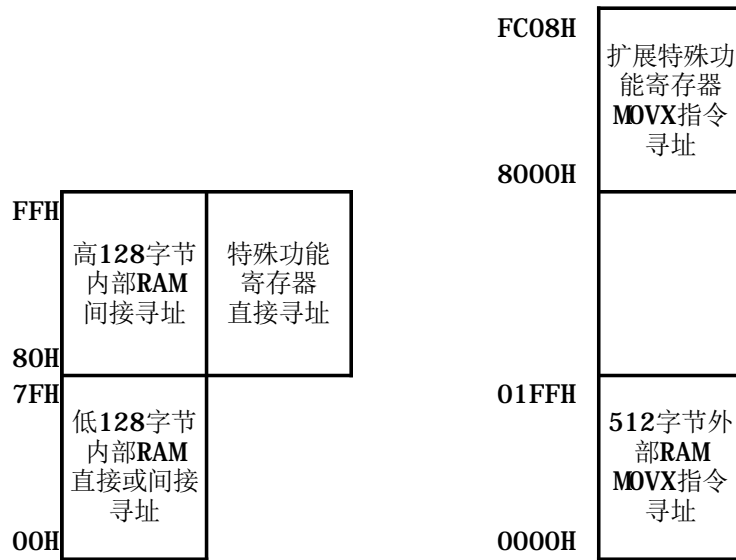 FC08H
扩展特殊功
能寄存器
MOVX指令
寻址
8000H
FFH
高128字节
内部RAM
间接寻址
特殊功能
寄存器
直接寻址
80H
7FH
低128字节
内部RAM
直接或间接
寻址
00H
01FFH
512字节外
部RAM
MOVX指令
寻址
0000H